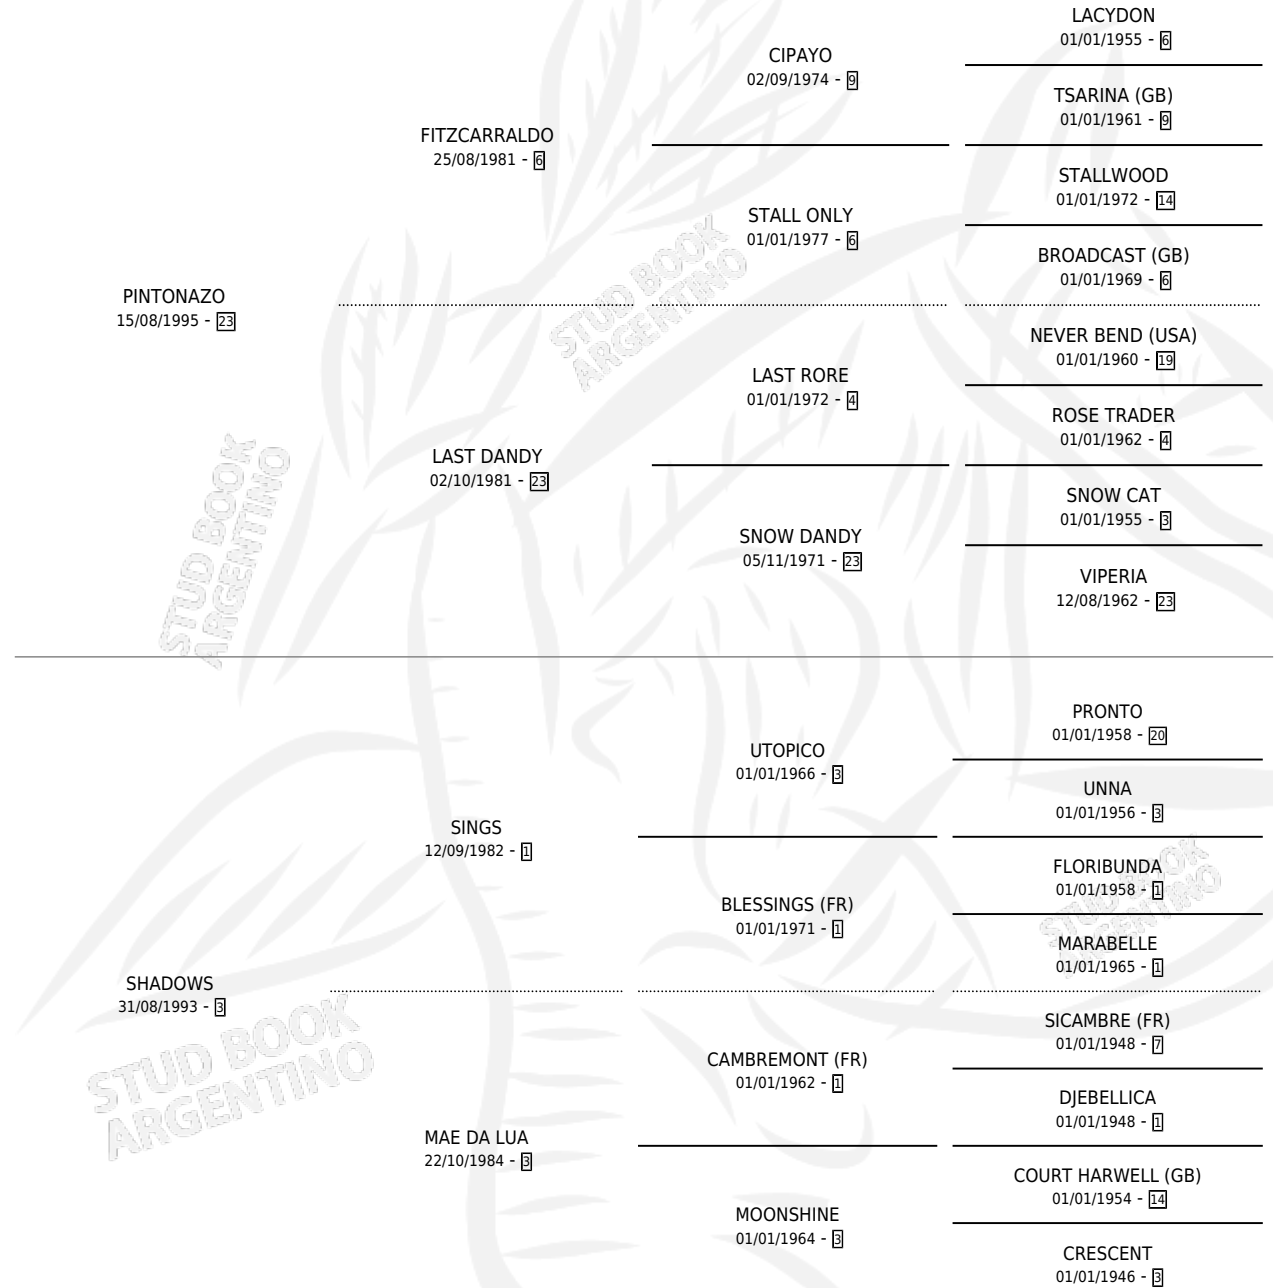 LACYDON
01/01/1955 - 6
CIPAYO
02/09/1974 - 9
TSARINA (GB)
01/01/1961 - 9
FITZCARRALDO
25/08/1981 - 6
STALLWOOD
01/01/1972 - 14
STALL ONLY
01/01/1977 - 6
BROADCAST (GB)
01/01/1969 - 6
PINTONAZO
15/08/1995 - 23
NEVER BEND (USA)
01/01/1960 - 19
LAST RORE
01/01/1972 - 4
ROSE TRADER
01/01/1962 - 4
LAST DANDY
02/10/1981 - 23
SNOW CAT
01/01/1955 - 3
SNOW DANDY
05/11/1971 - 23
VIPERIA
12/08/1962 - 23
STUD BOOK
ARGENTINO
STUD BOOK
ARGENTINO
PRONTO
01/01/1958 - 20
UTOPICO
01/01/1966 - 3
UNNA
01/01/1956 - 3
SINGS
12/09/1982 - 1
FLORIBUNDA
01/01/1958 - 1
BLESSINGS (FR)
01/01/1971 - 1
MARABELLE
01/01/1965 - 1
SHADOWS
31/08/1993 - 3
SICAMBRE (FR)
01/01/1948 - 7
CAMBREMONT (FR)
01/01/1962 - 1
DJEBELLICA
01/01/1948 - 1
MAE DA LUA
22/10/1984 - 3
COURT HARWELL (GB)
01/01/1954 - 14
MOONSHINE
01/01/1964 - 3
CRESCENT
01/01/1946 - 3
STUD BOOK
ARGENTINO
STUD BOOK
ARGENTINO